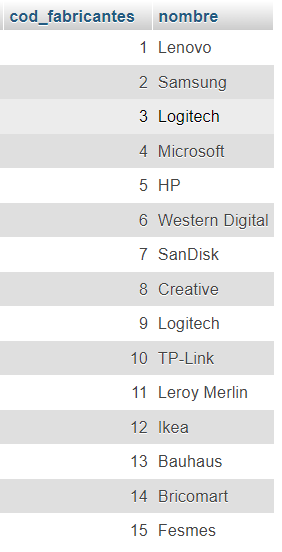 cod_fabricantes nombre
1 Lenovo
2 Samsung
3 Logitech
4 Microsoft
5 HP
6 Western Digital
7 SanDisk
8 Creative
9 Logitech
10 TP-Link
11 Leroy Merlin
12 Ikea
13 Bauhaus
14 Bricomart
15 Fesmes